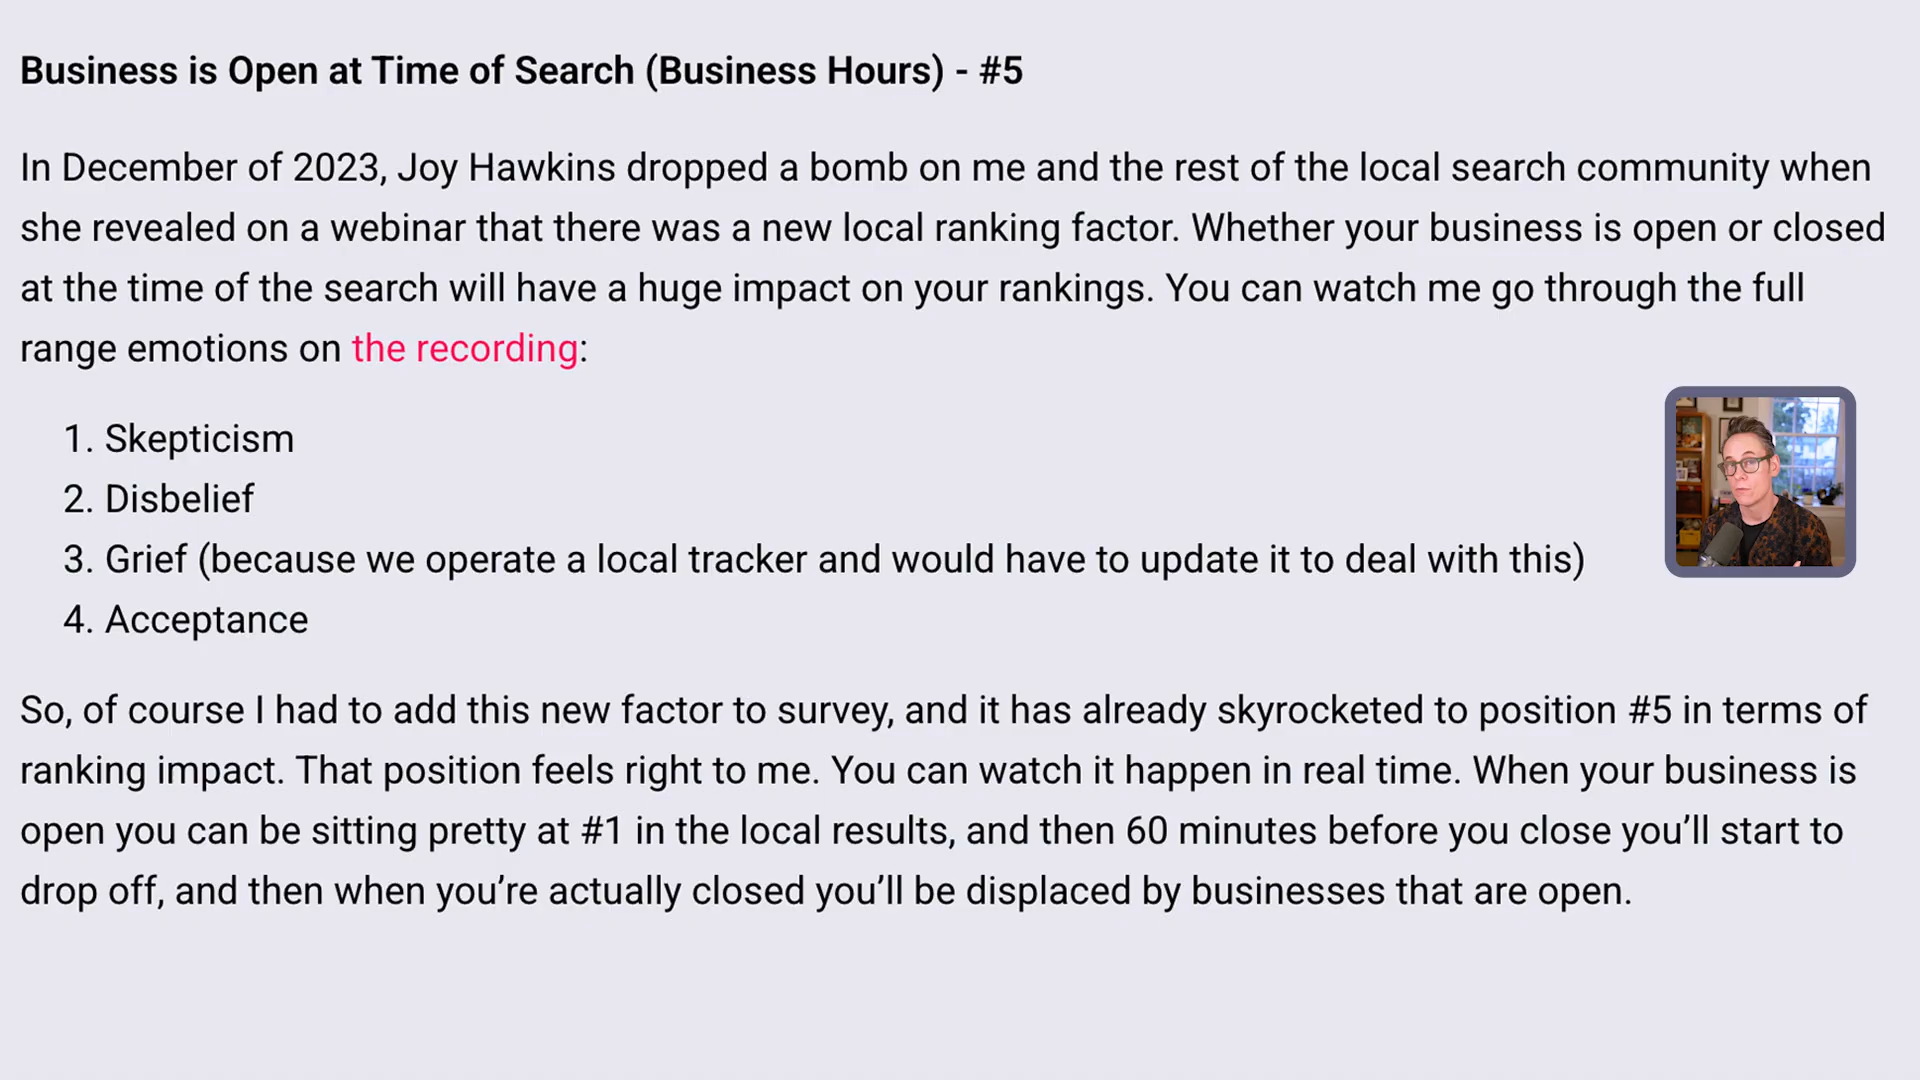 Business is Open at Time of Search (Business Hours) - #5
In December of 2023, Joy Hawkins dropped a bomb on me and the rest of the local search community when
she revealed on a webinar that there was a new local ranking factor. Whether your business is open or closed
at the time of the search will have a huge impact on your rankings. You can watch me go through the full
range emotions on the recording:
1. Skepticism
2. Disbelief
3. Grief (because we operate a local tracker and would have to update it to deal with this)
4. Acceptance
So, of course I had to add this new factor to survey, and it has already skyrocketed to position #5 in terms of
ranking impact. That position feels right to me. You can watch it happen in real time. When your business is
open you can be sitting pretty at #1 in the local results, and then 60 minutes before you close you’ll start to
drop off, and then when you’re actually closed you’ll be displaced by businesses that are open.